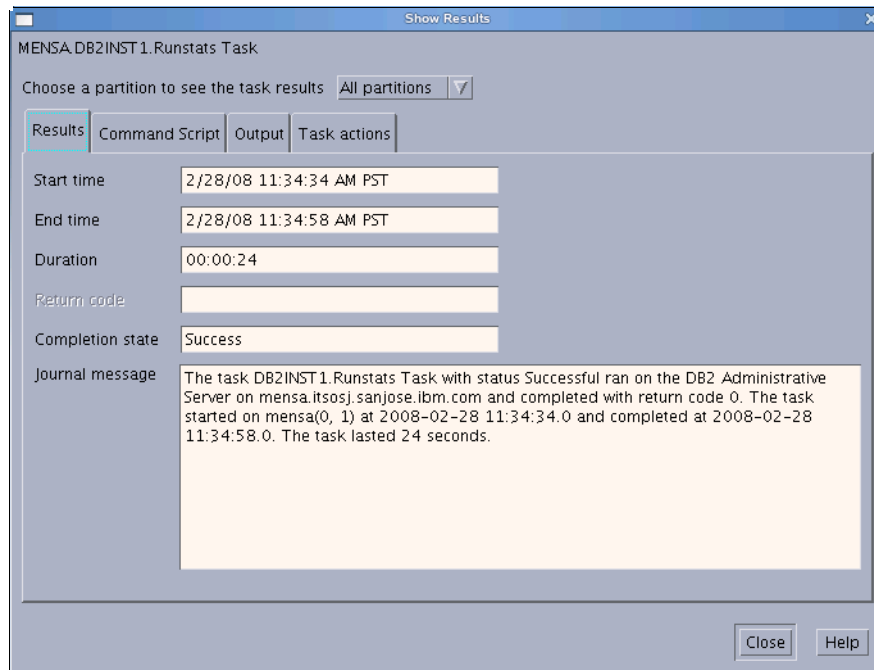 Show Results
MENSA.DB2INST1.Runstats Task
Choose a partition to see the task results All partitions
Results Command Script Output Task actions
Start time 2/28/08 11:34:34 AM PST
End time 2/28/08 11:34:58 AM PST
Duration 00:00:24
Return code
Completion state Success
Journal message The task DB2INST1.Runstats Task with status Successful ran on the DB2 Administrative
Server on mensa.itsosj.sanjose.ibm.com and completed with return code 0. The task
started on mensa(0, 1) at 2008-02-28 11:34:34.0 and completed at 2008-02-28
11:34:58.0. The task lasted 24 seconds.
Close Help